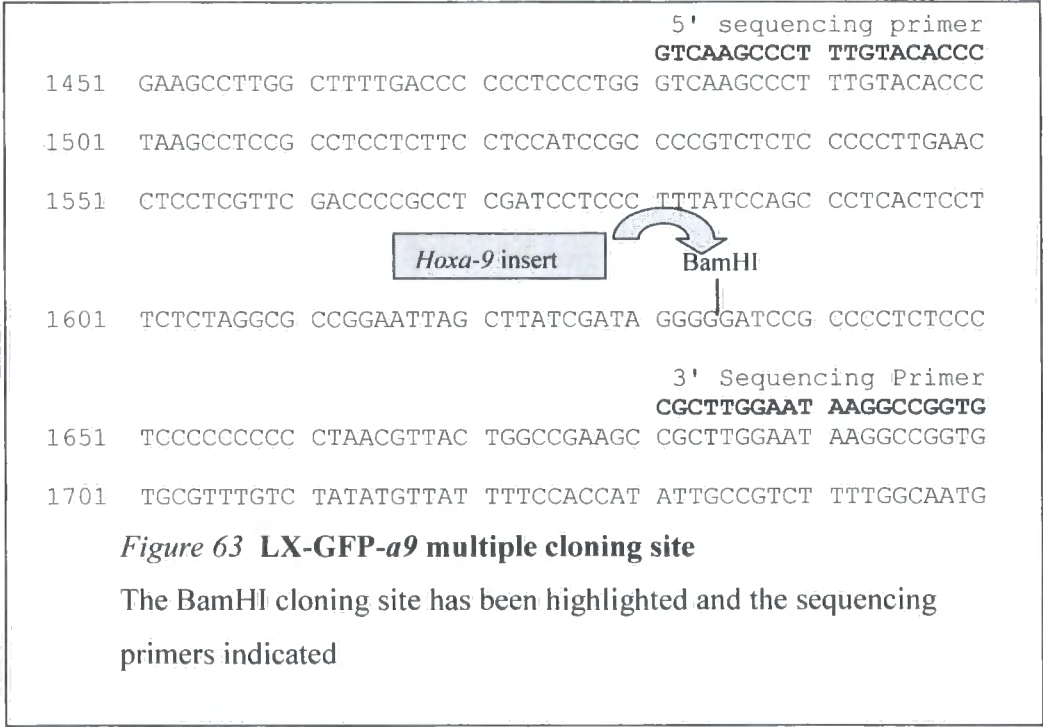 5' sequencing primer
GTCAAGCCCT TTGTACACCC
1451 GAAGCCTTGG CTTTTGACCC CCCTCCCTGG GTCAAGCCCT TTGTACACCC
1501 TAAGCCTCCG CCTCCTCTTC CTCCATCCGC CCCGTCTCTC CCCCTTGAAC
1551 CTCCTCGTTC GACCCCGCCT CGATCCTCCC TTTATCCAGC CCTCACTCCT
Hoxa-9 insert BamHI
1601 TCTCTAGGCG CCGGAATTAG CTTATCGATA GGGGGATCCG CCCCTCTCCC
3' Sequencing Primer
CGCTTGGAAT AAGGCCGGTG
1651 TCCCCCCCCC CTAACGTTAC TGGCCGAAGC CGCTTGGAAT AAGGCCGGTG
1701 TGCGTTTGTC TATATGTTAT TTTCCACCAT ATTGCCGTCT TTTGGCAATG
Figure 63 LX-GFP-a9 multiple cloning site
The BamHI cloning site has been highlighted and the sequencing
primers indicated